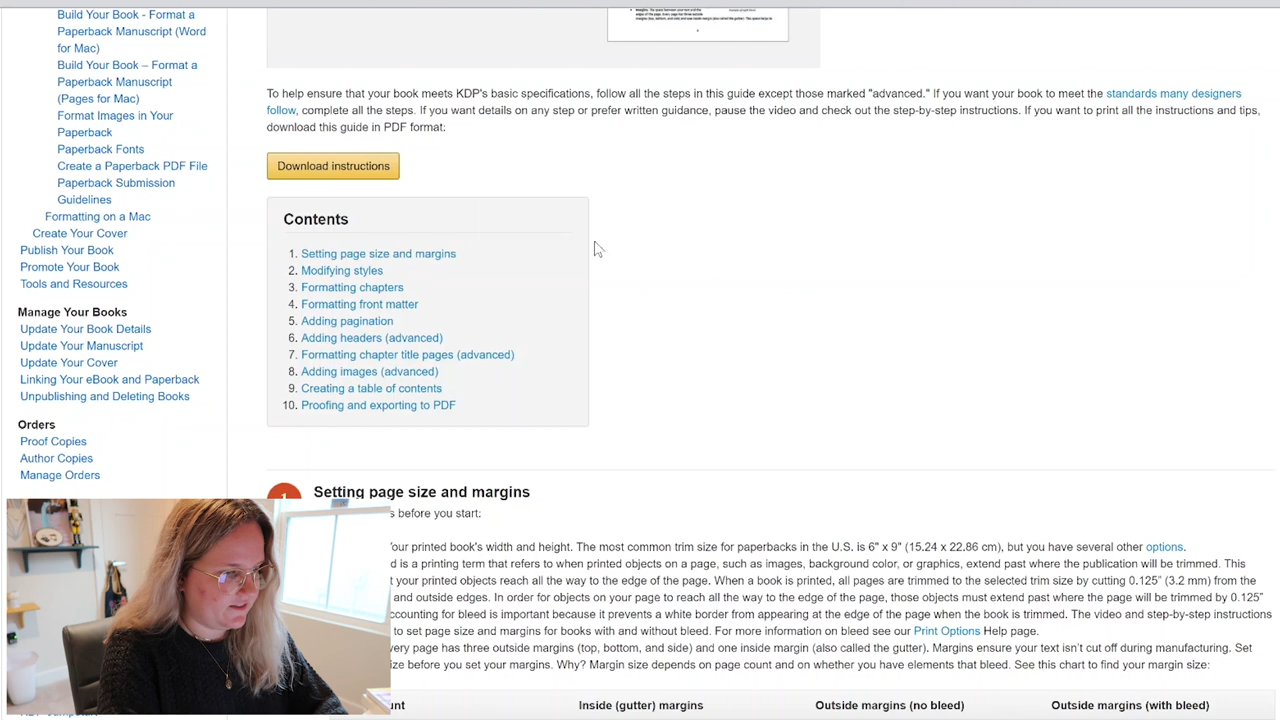 Build Your Book - Format a
Paperback Manuscript (Word
for Mac)
Build Your Book – Format a
Paperback Manuscript
(Pages for Mac)
Format Images in Your
Paperback
Paperback Fonts
Create a Paperback PDF File
Paperback Submission
Guidelines
Formatting on a Mac
Create Your Cover
Publish Your Book
Promote Your Book
Tools and Resources
Manage Your Books
Update Your Book Details
Update Your Manuscript
Update Your Cover
Linking Your eBook and Paperback
Unpublishing and Deleting Books
Orders
Proof Copies
Author Copies
Manage Orders
To help ensure that your book meets KDP's basic specifications, follow all the steps in this guide except those marked "advanced." If you want your book to meet the standards many designers
follow, complete all the steps. If you want details on any step or prefer written guidance, pause the video and check out the step-by-step instructions. If you want to print all the instructions and tips,
download this guide in PDF format:
Download instructions
Contents
1. Setting page size and margins
2. Modifying styles
3. Formatting chapters
4. Formatting front matter
5. Adding pagination
6. Adding headers (advanced)
7. Formatting chapter title pages (advanced)
8. Adding images (advanced)
9. Creating a table of contents
10. Proofing and exporting to PDF
1 Setting page size and margins
s before you start:
our printed book's width and height. The most common trim size for paperbacks in the U.S. is 6" x 9" (15.24 x 22.86 cm), but you have several other options.
d is a printing term that refers to when printed objects on a page, such as images, background color, or graphics, extend past where the publication will be trimmed. This
t your printed objects reach all the way to the edge of the page. When a book is printed, all pages are trimmed to the selected trim size by cutting 0.125" (3.2 mm) from the
and outside edges. In order for objects on your page to reach all the way to the edge of the page, those objects must extend past where the page will be trimmed by 0.125"
ccounting for bleed is important because it prevents a white border from appearing at the edge of the page when the book is trimmed. The video and step-by-step instructions
to set page size and margins for books with and without bleed. For more information on bleed see our Print Options Help page.
very page has three outside margins (top, bottom, and side) and one inside margin (also called the gutter). Margins ensure your text isn't cut off during manufacturing. Set
ize before you set your margins. Why? Margin size depends on page count and on whether you have elements that bleed. See this chart to find your margin size:
unt Inside (gutter) margins Outside margins (no bleed) Outside margins (with bleed)